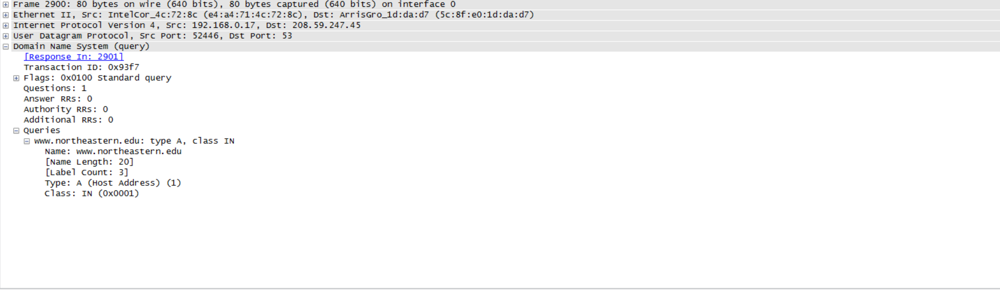 Frame 2900: 80 bytes on wire (640 bits), 80 bytes captured (640 bits) on interface 0
Ethernet II, Src: IntelCor_4c:72:8c (e4:a4:71:4c:72:8c), Dst: ArrisGro_1d:da:d7 (5c:8f:e0:1d:da:d7)
Internet Protocol Version 4, Src: 192.168.0.17, Dst: 208.59.247.45
User Datagram Protocol, Src Port: 52446, Dst Port: 53
Domain Name System (query)
[Response In: 2901]
Transaction ID: 0x93f7
Flags: 0x0100 Standard query
Questions: 1
Answer RRs: 0
Authority RRs: 0
Additional RRs: 0
Queries
www.northeastern.edu: type A, class IN
Name: www.northeastern.edu
[Name Length: 20]
[Label Count: 3]
Type: A (Host Address) (1)
Class: IN (0x0001)